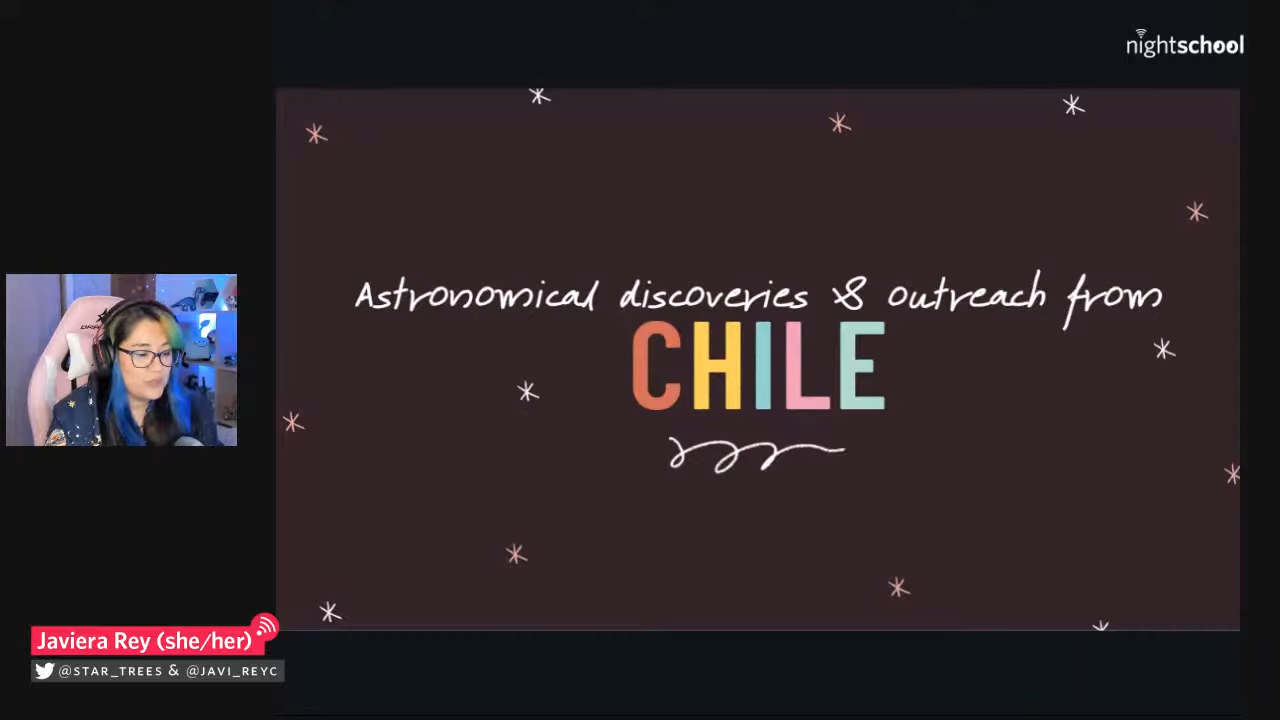 nightschool
Astronomical discoveries & outreach from
CHILE
Javiera Rey (she/her)
@STAR_TREES & @JAVI_REYC